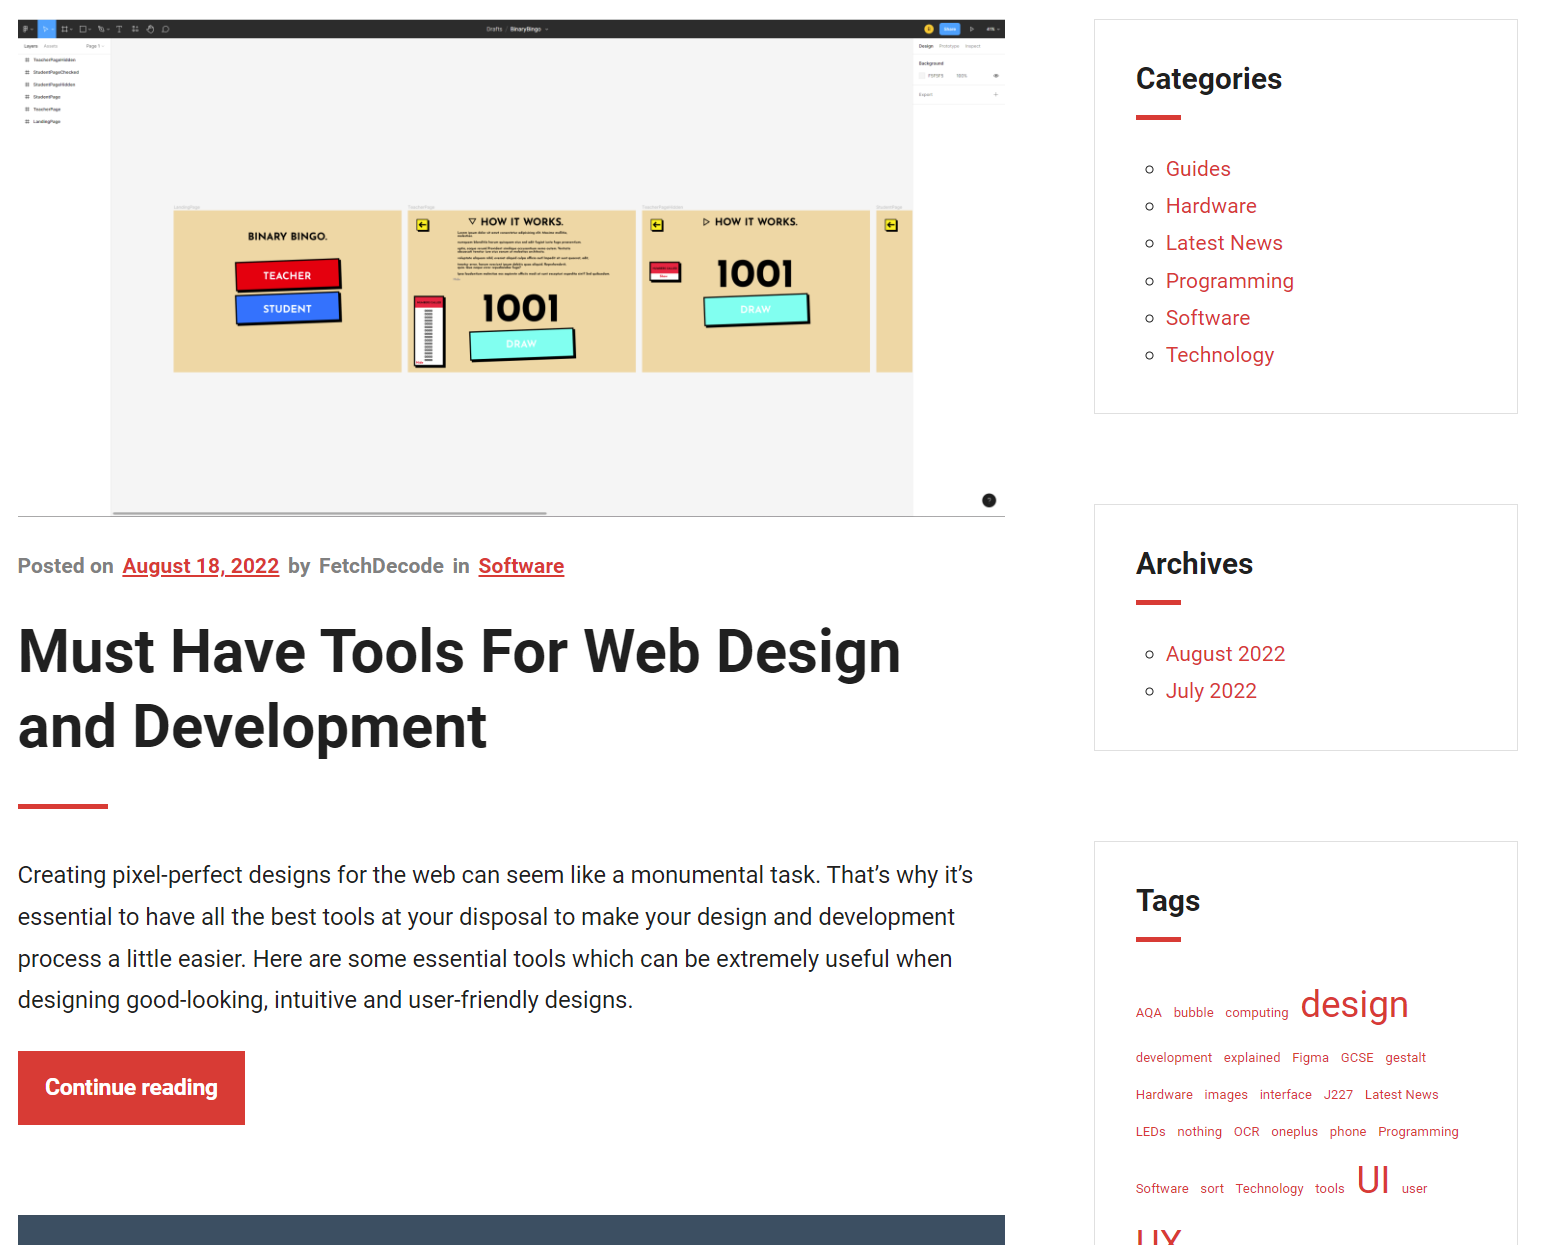 Drafts / BinaryBingo
Share
Layers Assets Page 1
Design Prototype Inspect
TeacherPageHidden
StudentPageChecked
StudentPageHidden
StudentPage
TeacherPage
LandingPage
Background
100%
Export
LandingPage
TeacherPage
TeacherPageHidden
StudentPage
BINARY BINGO.
TEACHER
STUDENT
HOW IT WORKS.
1001
DRAW
HOW IT WORKS.
1001
DRAW
Posted on August 18, 2022 by FetchDecode in Software
Must Have Tools For Web Design
and Development
Creating pixel-perfect designs for the web can seem like a monumental task. That’s why it’s
essential to have all the best tools at your disposal to make your design and development
process a little easier. Here are some essential tools which can be extremely useful when
designing good-looking, intuitive and user-friendly designs.
Continue reading
Categories
Guides
Hardware
Latest News
Programming
Software
Technology
Archives
August 2022
July 2022
Tags
AQA bubble computing design
development explained Figma GCSE gestalt
Hardware images interface J227 Latest News
LEDs nothing OCR oneplus phone Programming
Software sort Technology tools UI user
UX